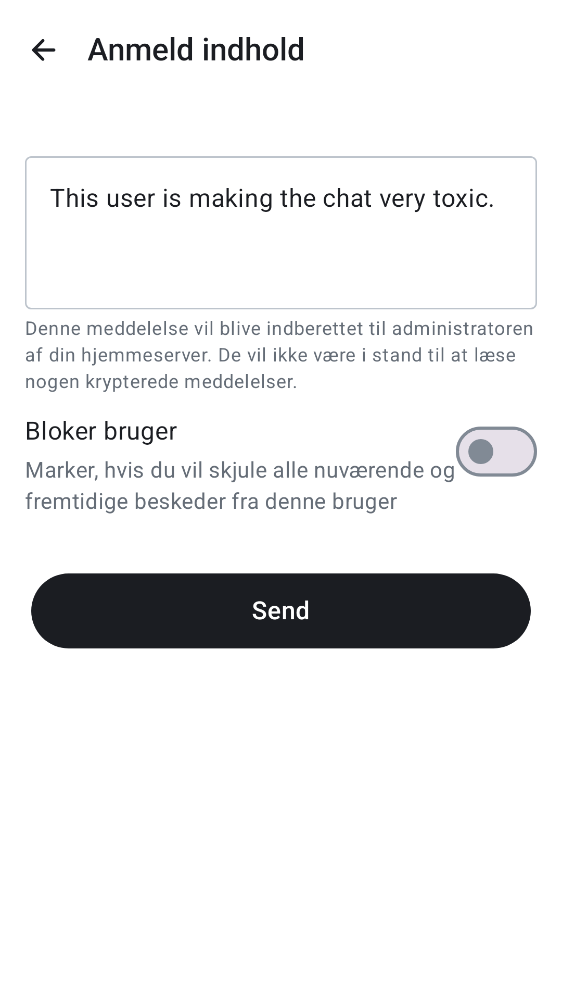 Anmeld indhold
This user is making the chat very toxic.
Denne meddelelse vil blive indberettet til administratoren
af din hjemmeserver. De vil ikke være i stand til at læse
nogen krypterede meddelelser.
Bloker bruger
Marker, hvis du vil skjule alle nuværende og
fremtidige beskeder fra denne bruger
Send